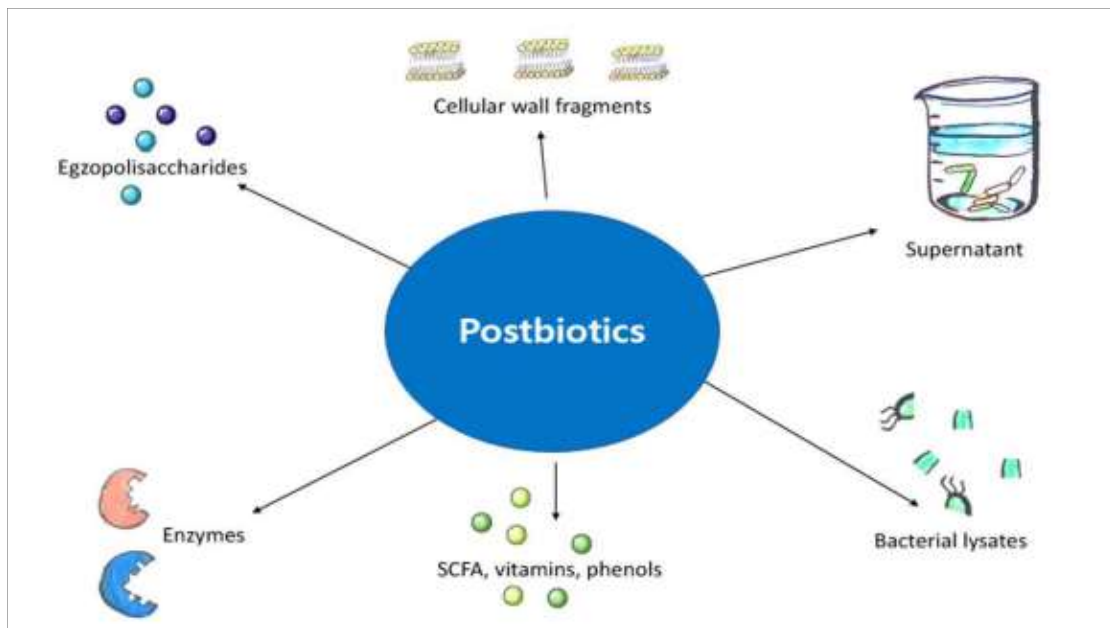 Cellular wall fragments
Egzopolisaccharides
Supernatant
Postbiotics
Enzymes
SCFA, vitamins, phenols
Bacterial lysates